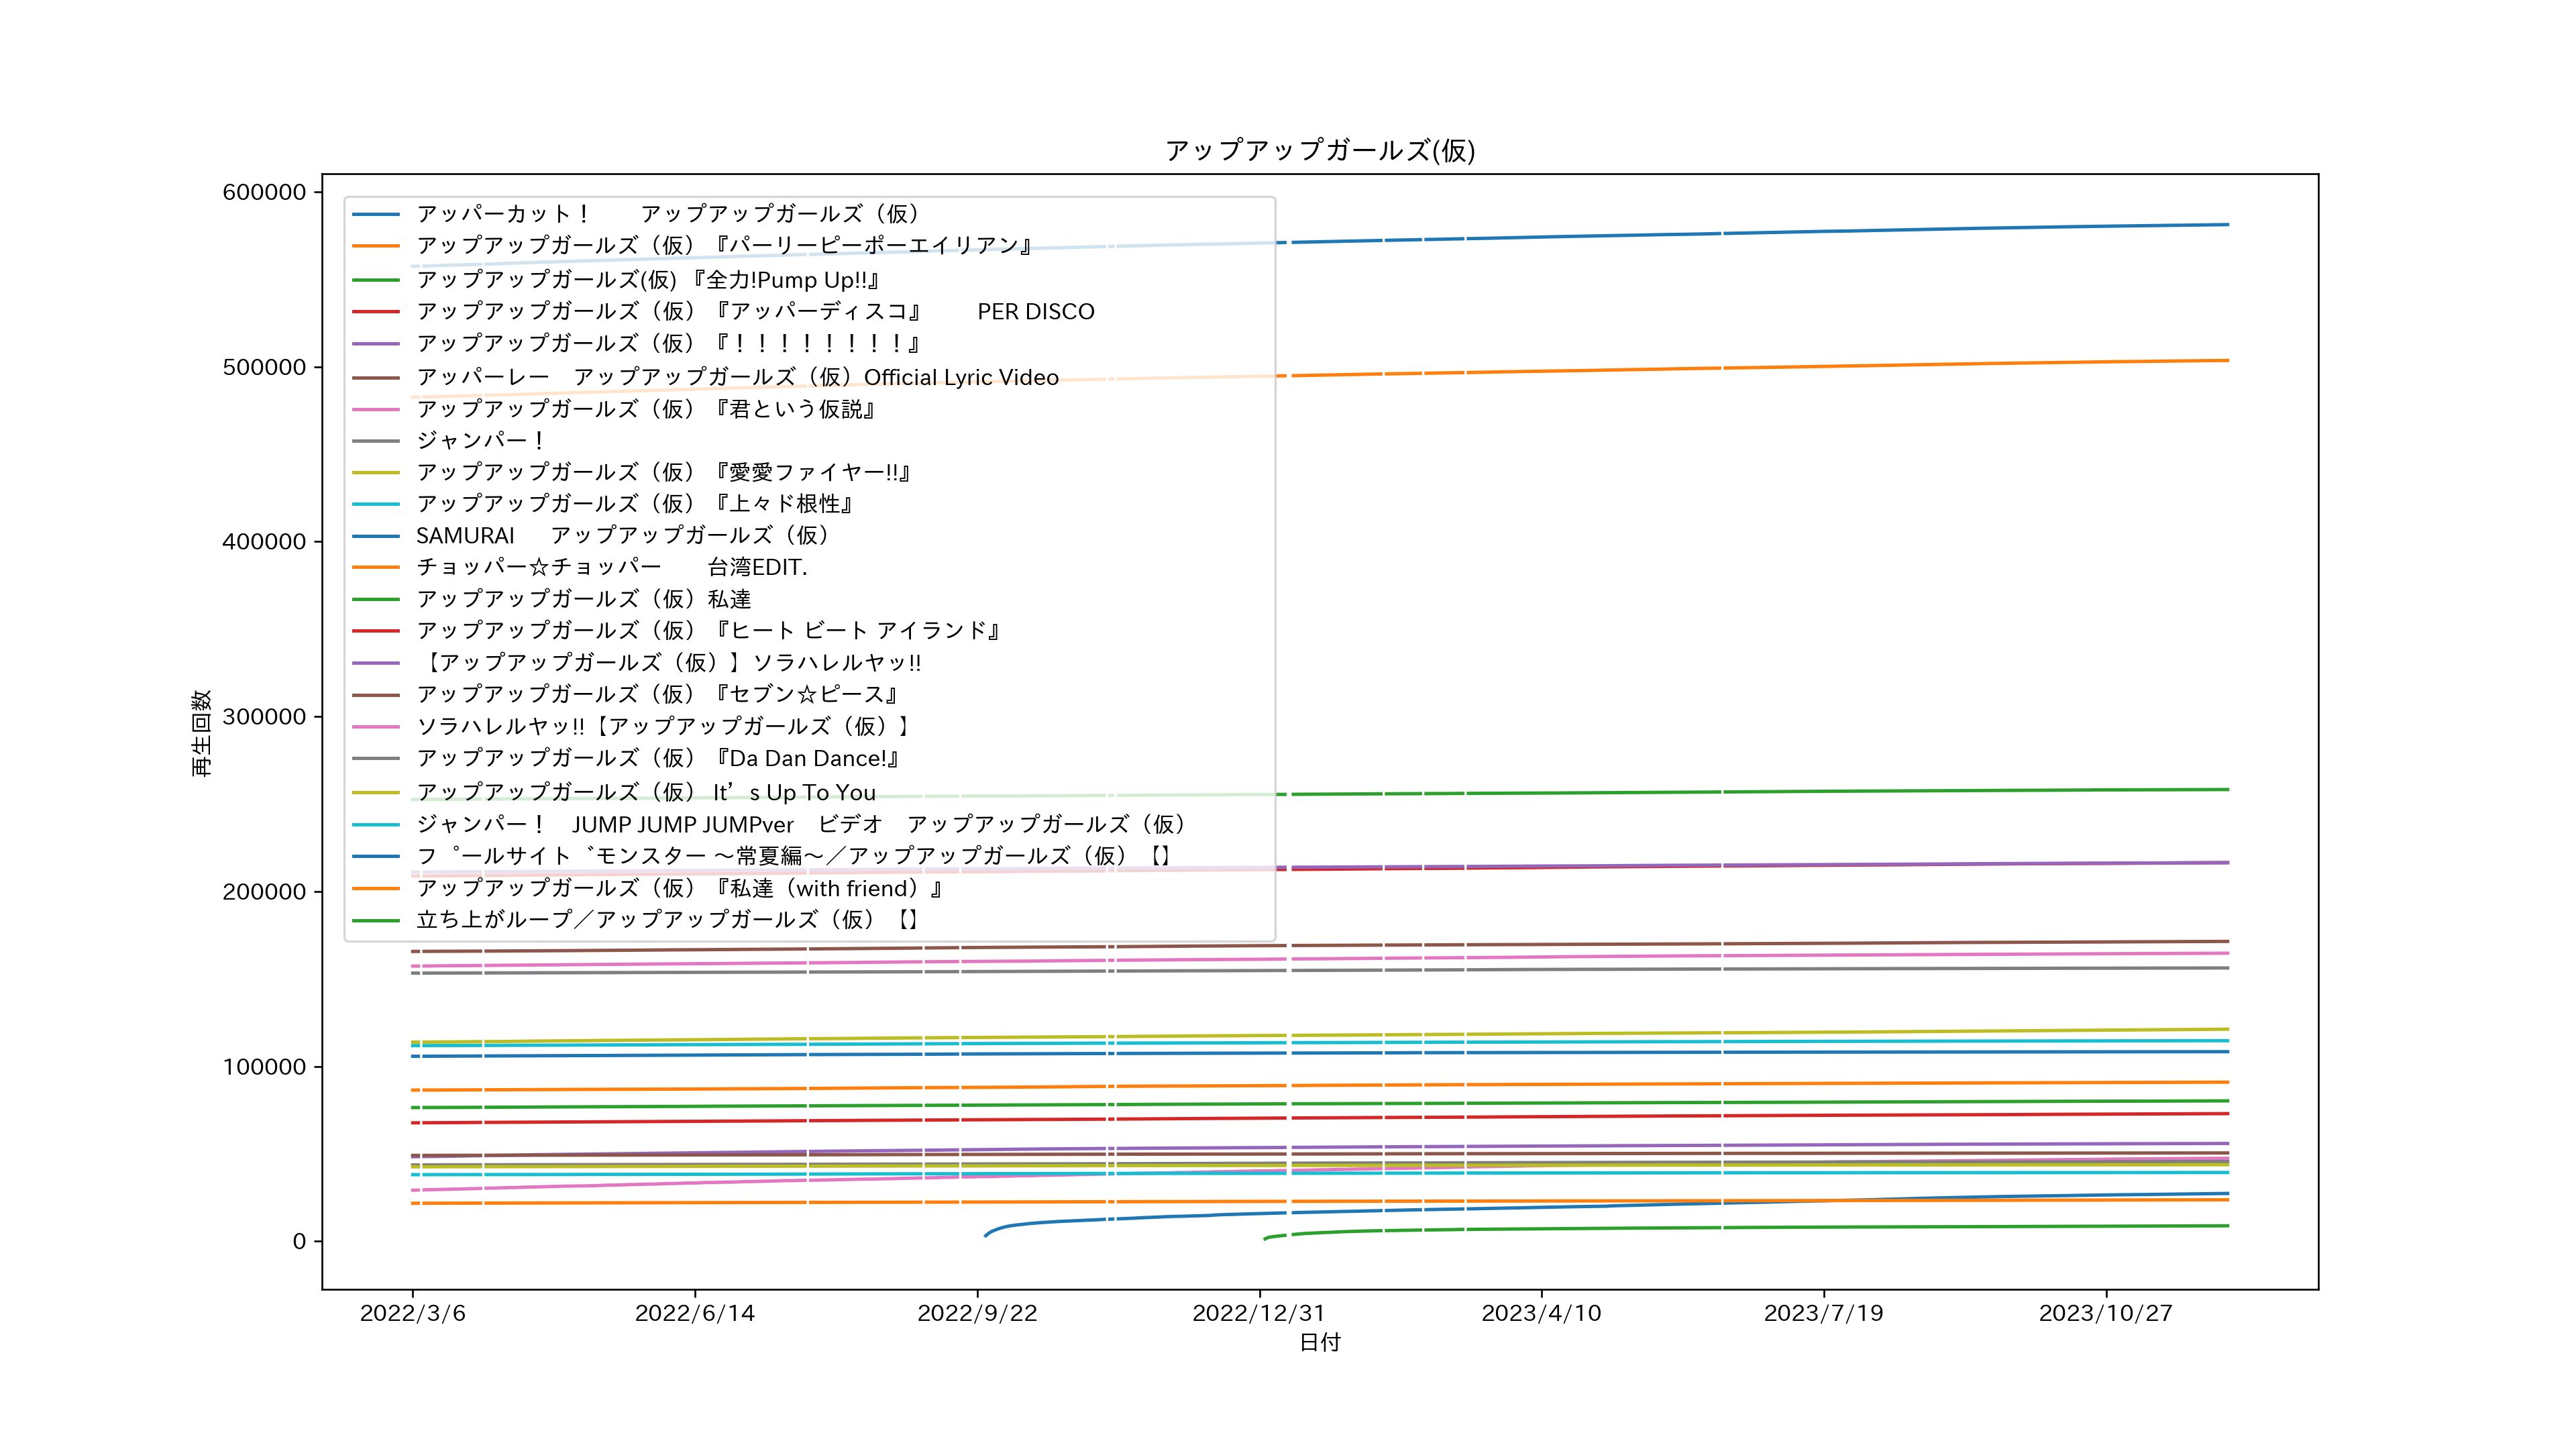 アップアップガールズ(仮)
600000
500000
400000
300000
200000
100000
0
再生回数
アッパーカット！　　アップアップガールズ（仮）
アップアップガールズ（仮）『パーリーピーポーエイリアン』
アップアップガールズ(仮) 『全力!Pump Up!!』
アップアップガールズ（仮）『アッパーディスコ』　　PER DISCO
アップアップガールズ（仮）『！！！！！！！！』
アッパーレー　アップアップガールズ（仮）Official Lyric Video
アップアップガールズ（仮）『君という仮説』
ジャンパー！
アップアップガールズ（仮）『愛愛ファイヤー!!』
アップアップガールズ（仮）『上々ド根性』
SAMURAI　 アップアップガールズ（仮）
チョッパー☆チョッパー　　台湾EDIT.
アップアップガールズ（仮）私達
アップアップガールズ（仮）『ヒート ビート アイランド』
【アップアップガールズ（仮）】ソラハレルヤッ!!
アップアップガールズ（仮）『セブン☆ピース』
ソラハレルヤッ!!【アップアップガールズ（仮）】
アップアップガールズ（仮）『Da Dan Dance!』
アップアップガールズ（仮） It’s Up To You
ジャンパー！　JUMP JUMP JUMPver　ビデオ　アップアップガールズ（仮）
フ゜ールサイト゛モンスター ～常夏編～／アップアップガールズ（仮）【】
アップアップガールズ（仮）『私達（with friend）』
立ち上がループ／アップアップガールズ（仮）【】
2022/3/6 2022/6/14 2022/9/22 2022/12/31 2023/4/10 2023/7/19 2023/10/27
日付